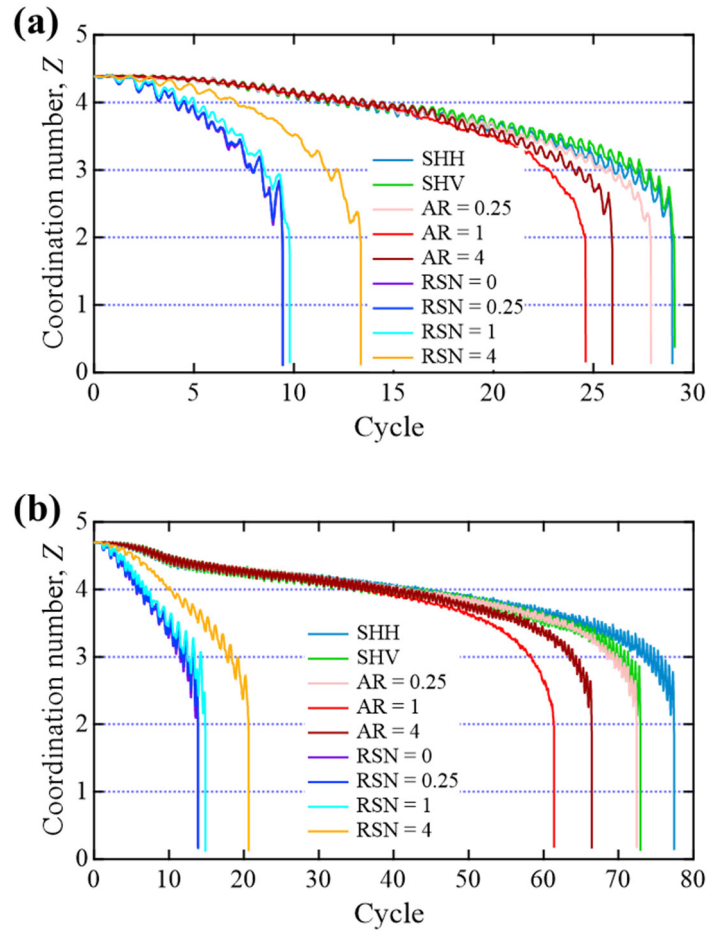 (a)
5
4
3
2
1
0
Coordination number, Z
SHH
SHV
AR = 0.25
AR = 1
AR = 4
RSN = 0
RSN = 0.25
RSN = 1
RSN = 4
0 5 10 15 20 25 30
Cycle
(b)
5
4
3
2
1
0
Coordination number, Z
SHH
SHV
AR = 0.25
AR = 1
AR = 4
RSN = 0
RSN = 0.25
RSN = 1
RSN = 4
0 10 20 30 40 50 60 70 80
Cycle